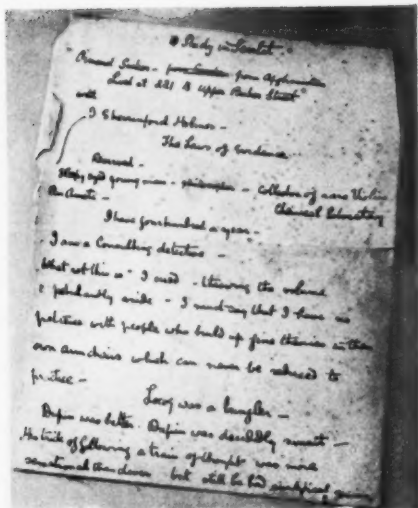 A Study in Scarlet
"Ormond Sacker - from Soudan from Afghanistan
Lived at 221 B Upper Baker Street"
with
I Sherrinford Holmes -
The Laws of Evidence
Reserved -
Sleepy eyed young man - philosopher - Collector of rare Violins
An Amati - Chemical Laboratory
I have four hundred a year -
I am a Consulting detective -
What rot this is" I cried - throwing the volume
petulantly aside - I must say that I have no
patience with people who build up fine theories in their
own armchairs which can never be reduced to
practice -
Lecoq was a bungler -
Dupin was better. Dupin was decidedly smart -
His trick of following a train of thought was more
sensational than clever but still he had analytical genius